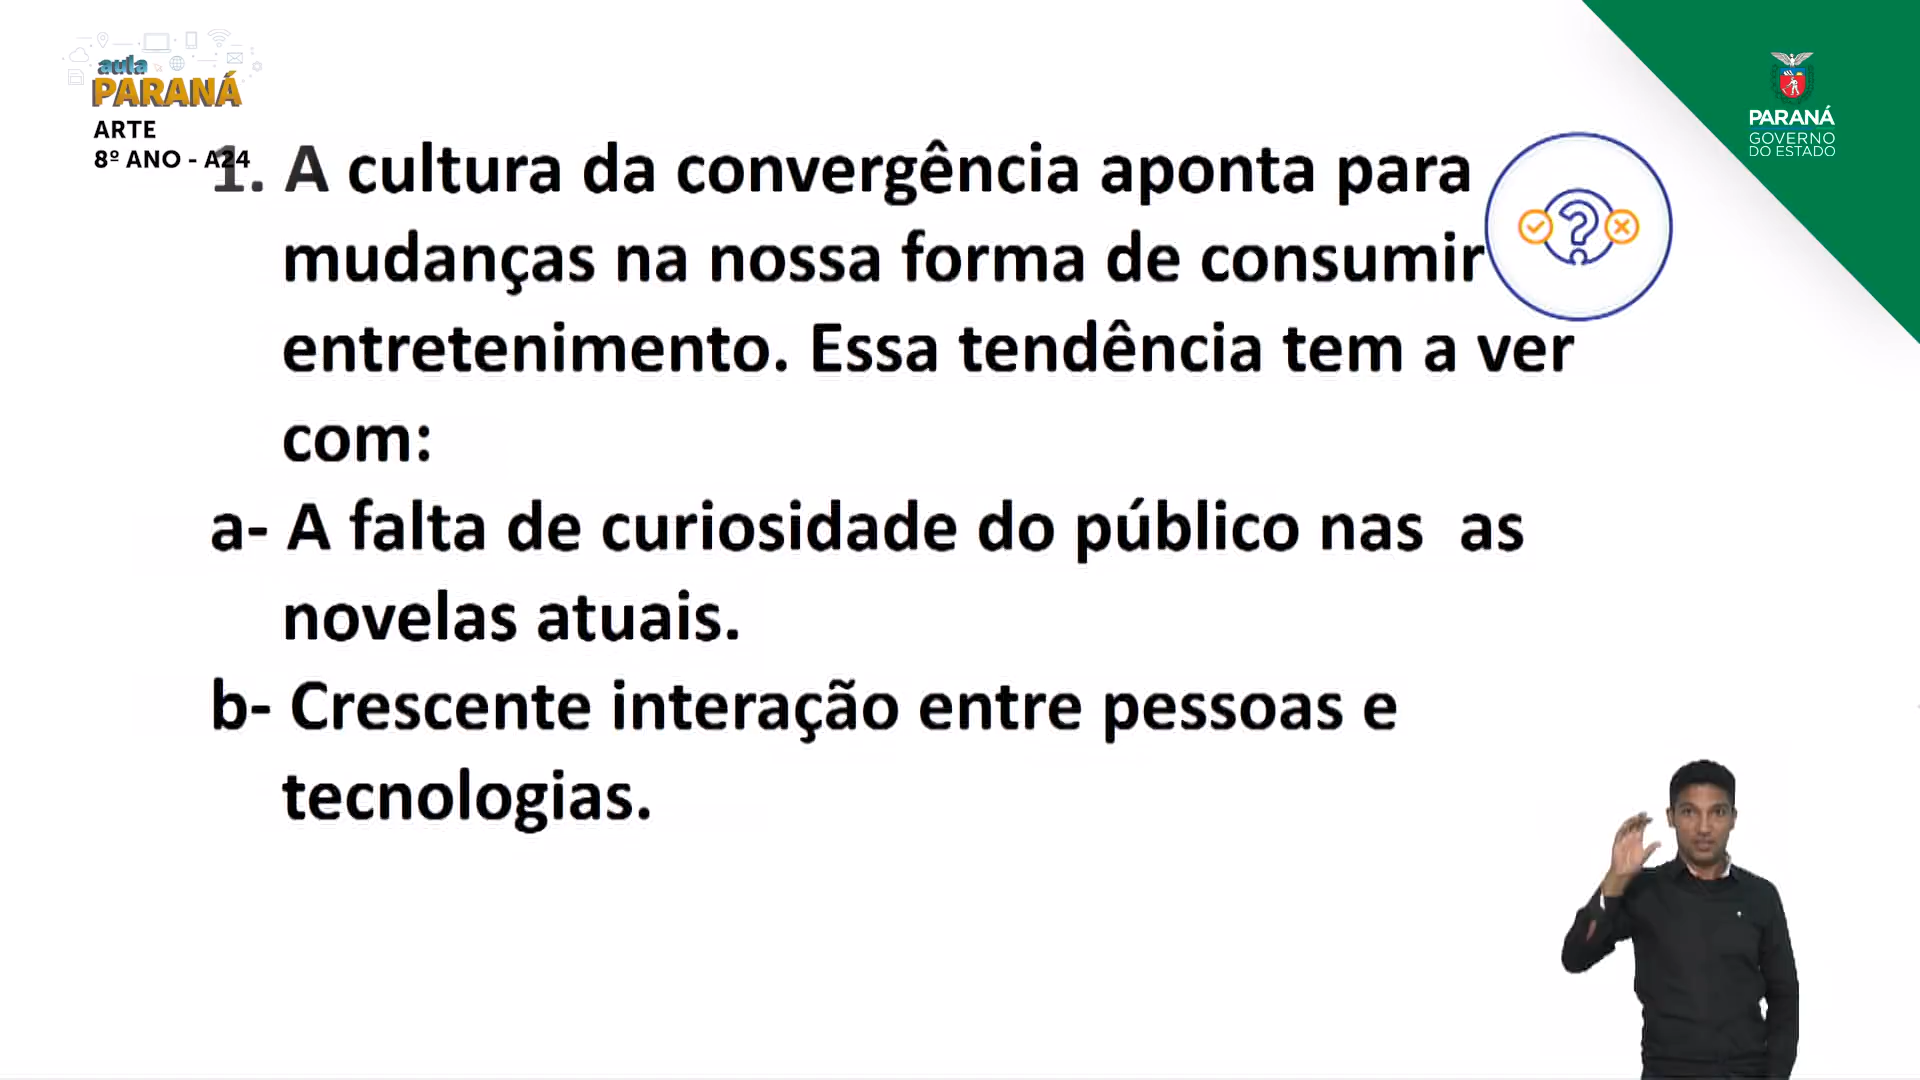 aula
PARANÁ
ARTE
8º ANO - A24
PARANÁ
GOVERNO
DO ESTADO
1. A cultura da convergência aponta para
mudanças na nossa forma de consumir
entretenimento. Essa tendência tem a ver
com:
a- A falta de curiosidade do público nas  as
novelas atuais.
b- Crescente interação entre pessoas e
tecnologias.